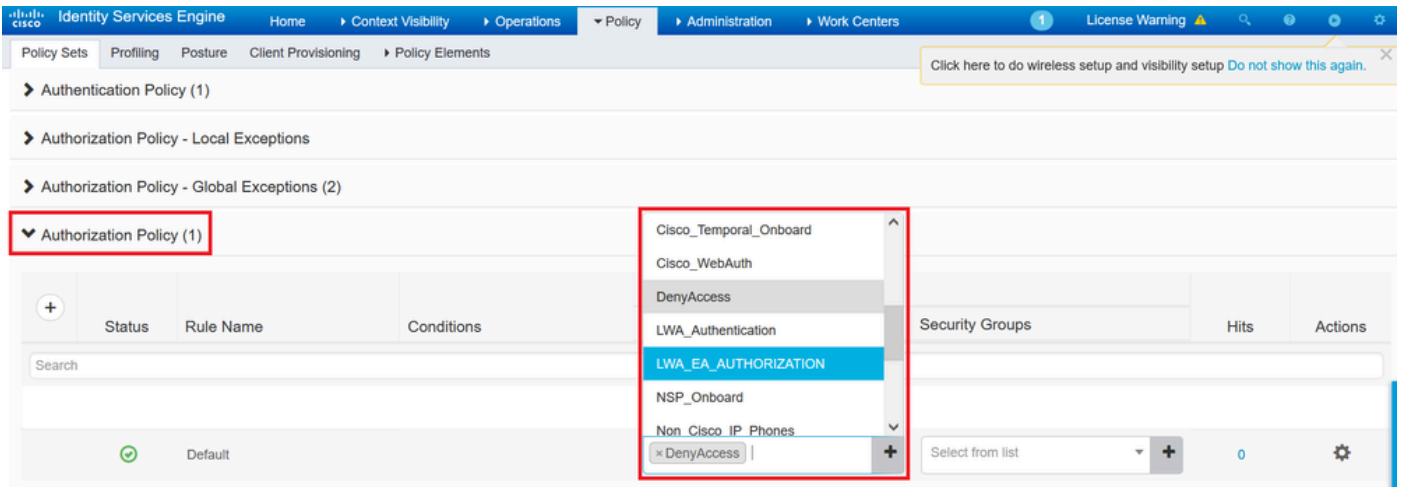 cisco Identity Services Engine Home Context Visibility Operations Policy Administration Work Centers 1 License Warning
Policy Sets Profiling Posture Client Provisioning Policy Elements
Click here to do wireless setup and visibility setup Do not show this again.
Authentication Policy (1)
Authorization Policy - Local Exceptions
Authorization Policy - Global Exceptions (2)
Authorization Policy (1)
Cisco_Temporal_Onboard
Cisco_WebAuth
DenyAccess
LWA_Authentication
LWA_EA_AUTHORIZATION
NSP_Onboard
Non_Cisco_IP_Phones
+ Status Rule Name Conditions Security Groups Hits Actions
Search
Default × DenyAccess + Select from list + 0